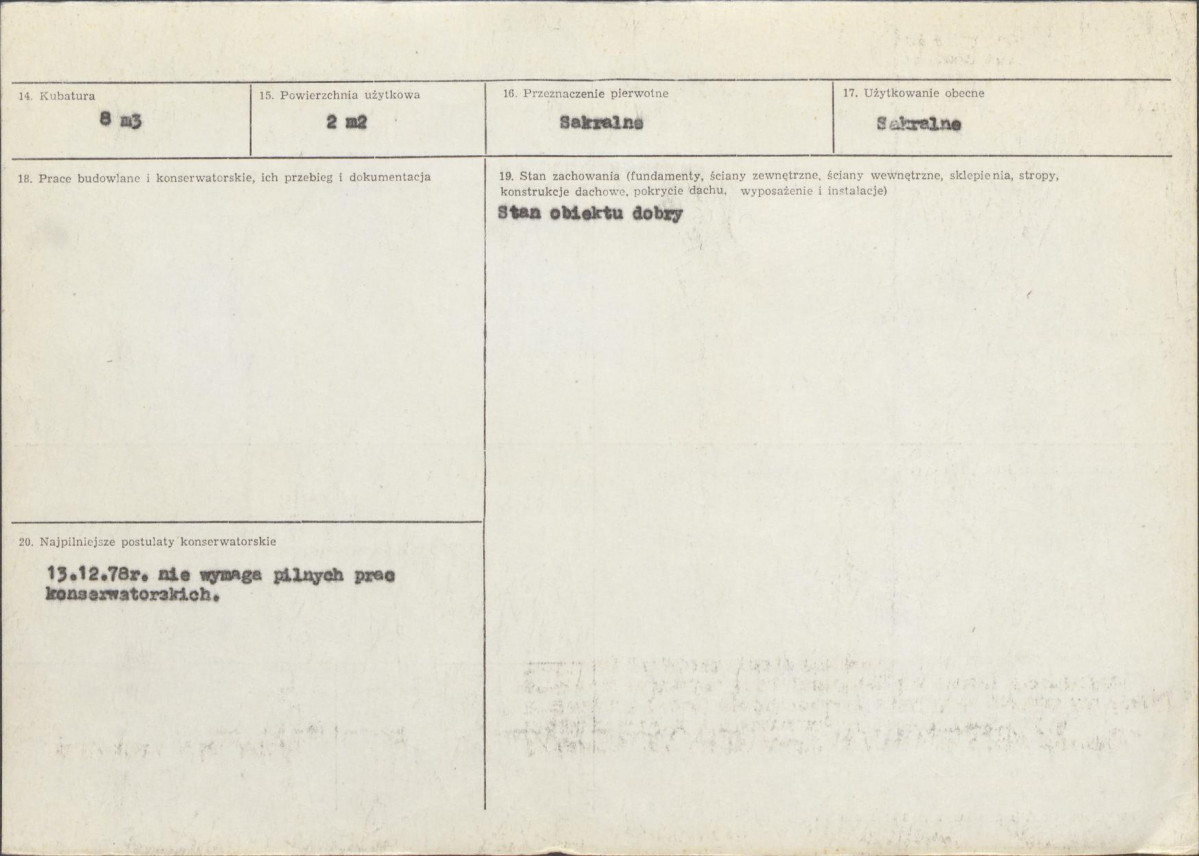 14. Kubatura
8 m3
15. Powierzchnia użytkowa
2 m2
16. Przeznaczenie pierwotne
Sakralne
17. Użytkowanie obecne
Sakralne
18. Prace budowlane i konserwatorskie, ich przebieg i dokumentacja
19. Stan zachowania (fundamenty, ściany zewnętrzne, ściany wewnętrzne, sklepienia, stropy,
konstrukcje dachowe, pokrycie dachu, wyposażenie i instalacje)
Stan obiektu dobry
20. Najpilniejsze postulaty konserwatorskie
13.12.78r. nie wymaga pilnych prac
konserwatorskich.